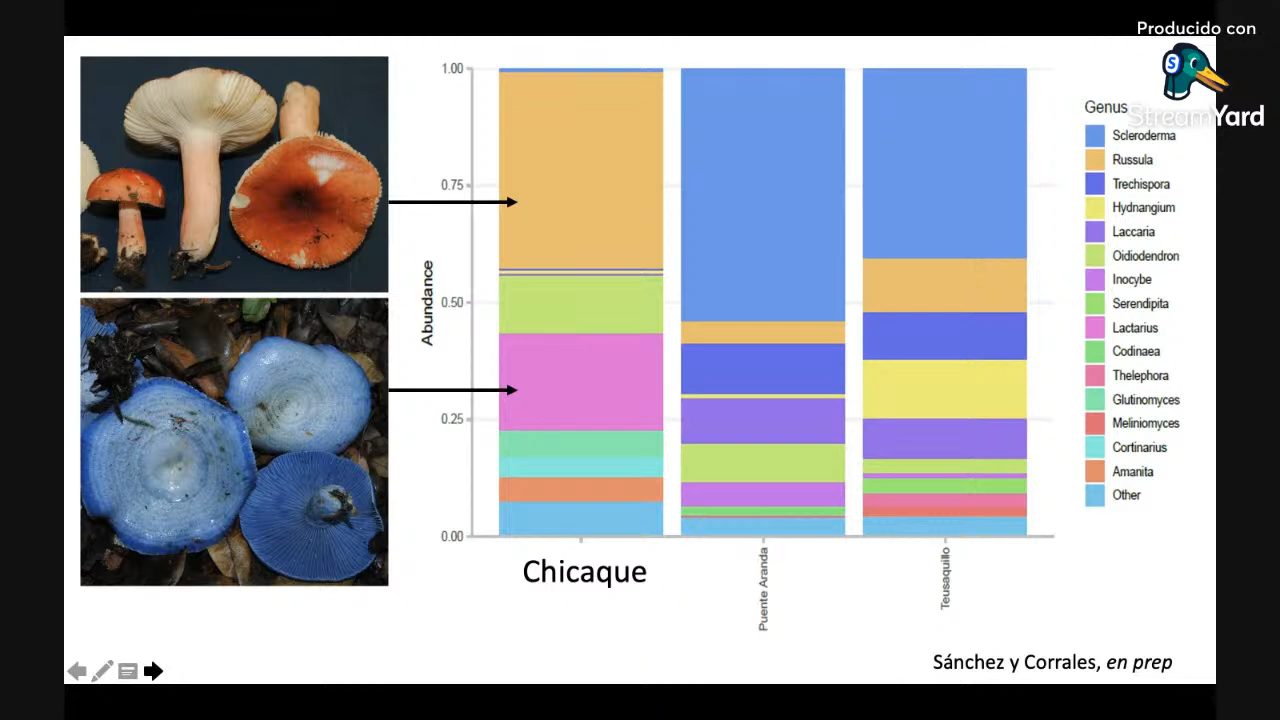 Producido con
StreamYard
1.00
0.75
0.50
0.25
0.00
Abundance
Chicaque
Puente Aranda
Teusaquillo
Genus
Scleroderma
Russula
Trechispora
Hydnangium
Laccaria
Oidiodendron
Inocybe
Serendipita
Lactarius
Codinaea
Thelephora
Glutinomyces
Meliniomyces
Cortinarius
Amanita
Other
Sánchez y Corrales, en prep